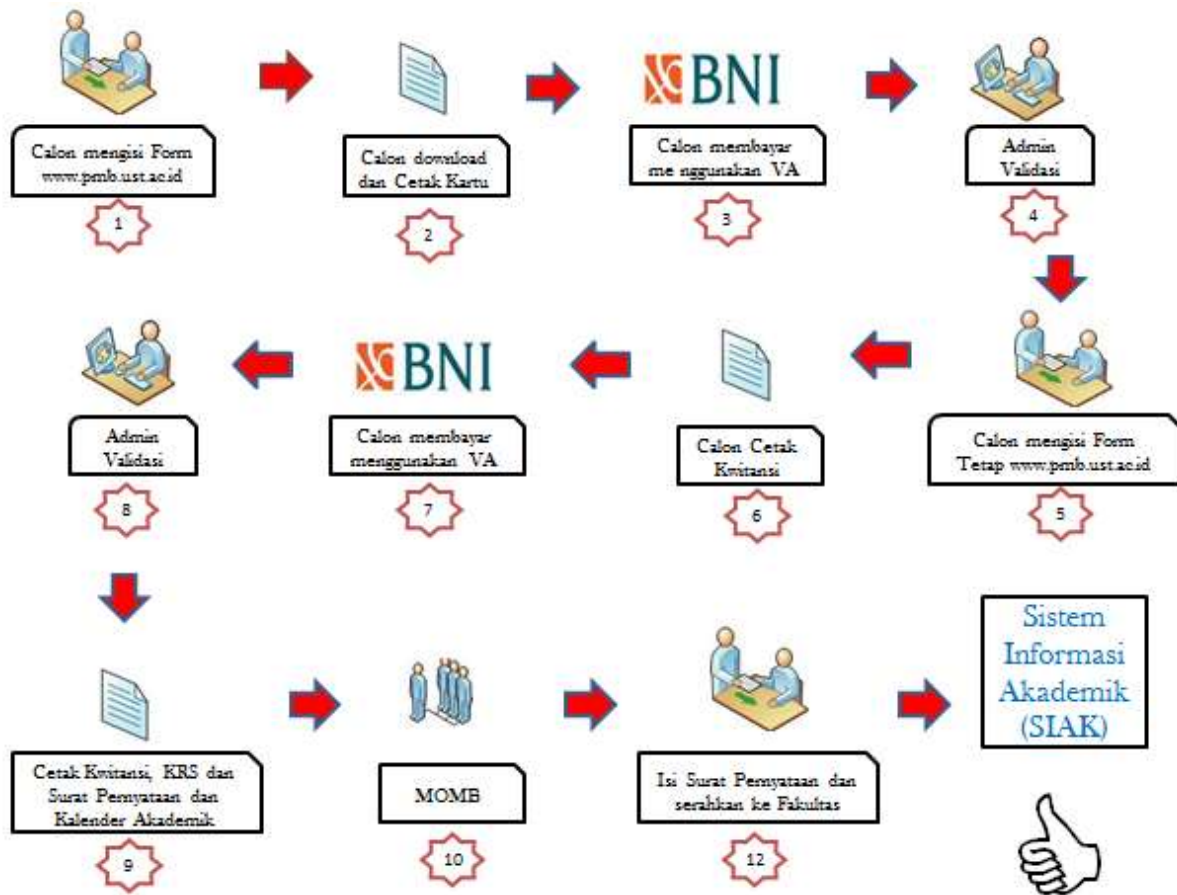 BNI
Calon mengisi Form
www.pmb.ust.ac.id
Calon download
dan Cetak Kartu
Calon membayar
me nggunakan VA
Admin
Validasi
1
2
3
4
BNI
Admin
Validasi
Calon membayar
menggunakan VA
Calon Cetak
Kwitansi
Calon mengisi Form
Tetap www.pmb.ust.ac.id
8
7
6
5
Sistem
Informasi
Akademik
(SIAK)
Cetak Kwitansi, KRS dan
Surat Pernyataan dan
Kalender Akademik
MOMB
Isi Surat Pernyataan dan
serahkan ke Fakultas
9
10
12